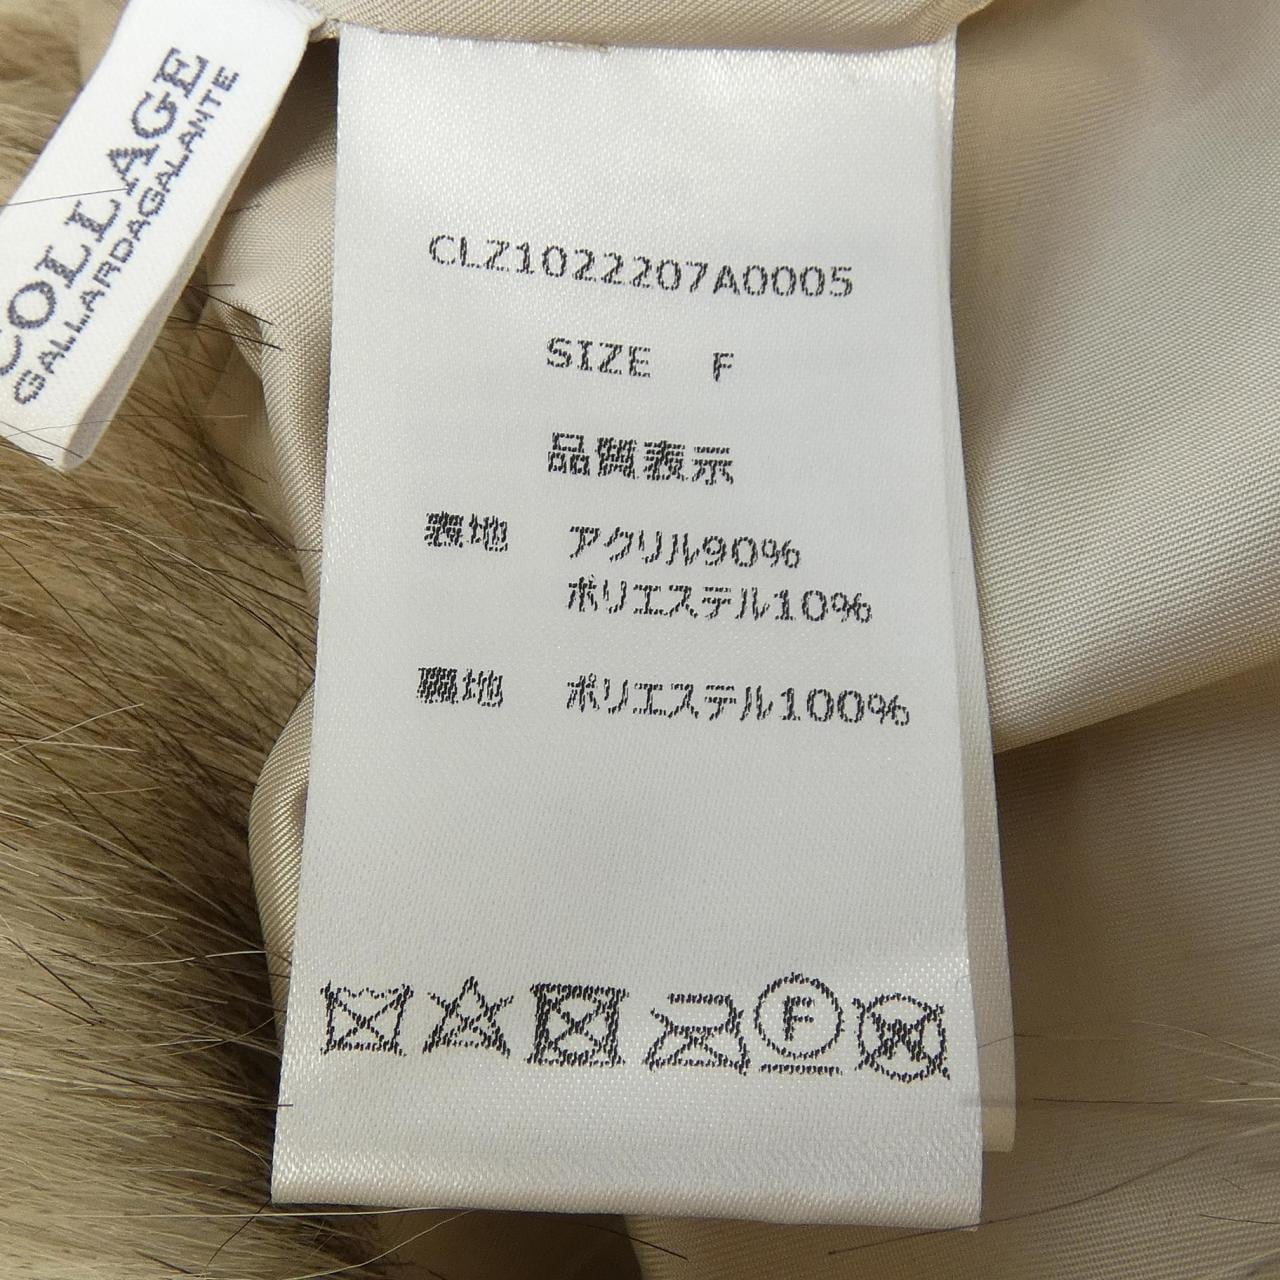 COLLAGE
GALLARDAGALANTE
CLZ1022207A0005
SIZE F
品質表示
表地 アクリル90%
ポリエステル10%
裏地 ポリエステル100%
F
W